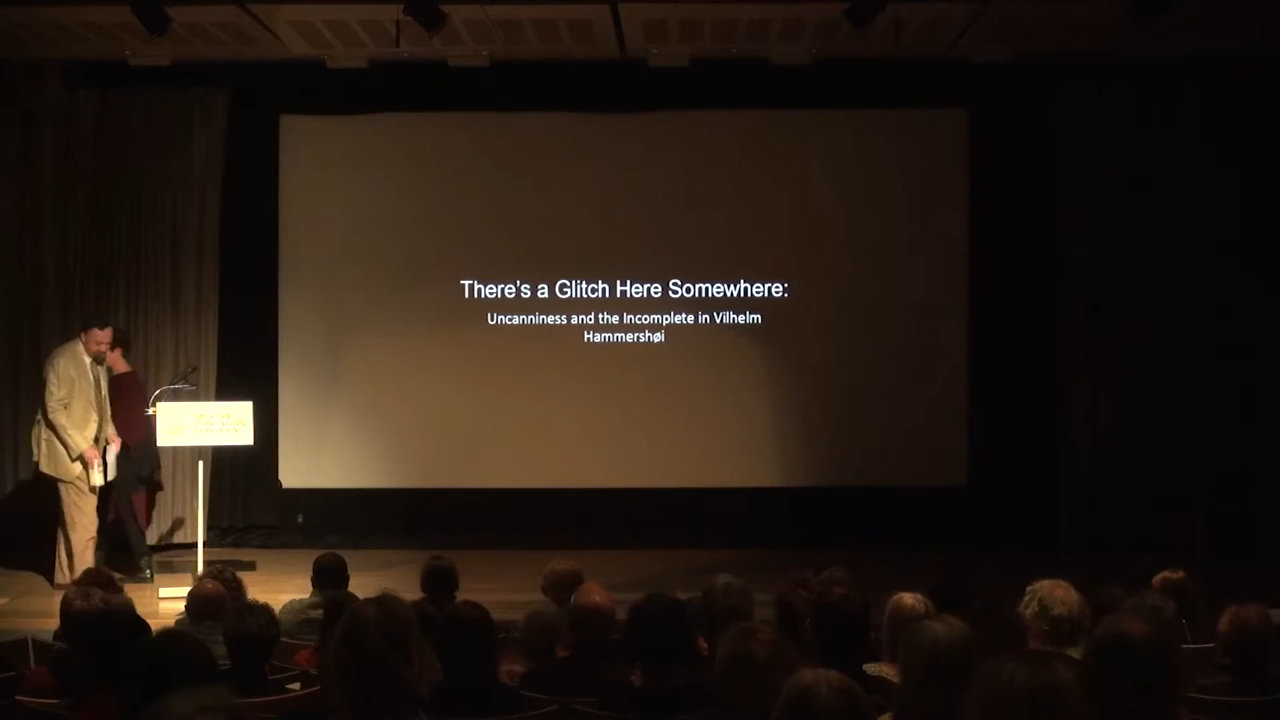 There's a Glitch Here Somewhere:
Uncanniness and the Incomplete in Vilhelm
Hammershøi